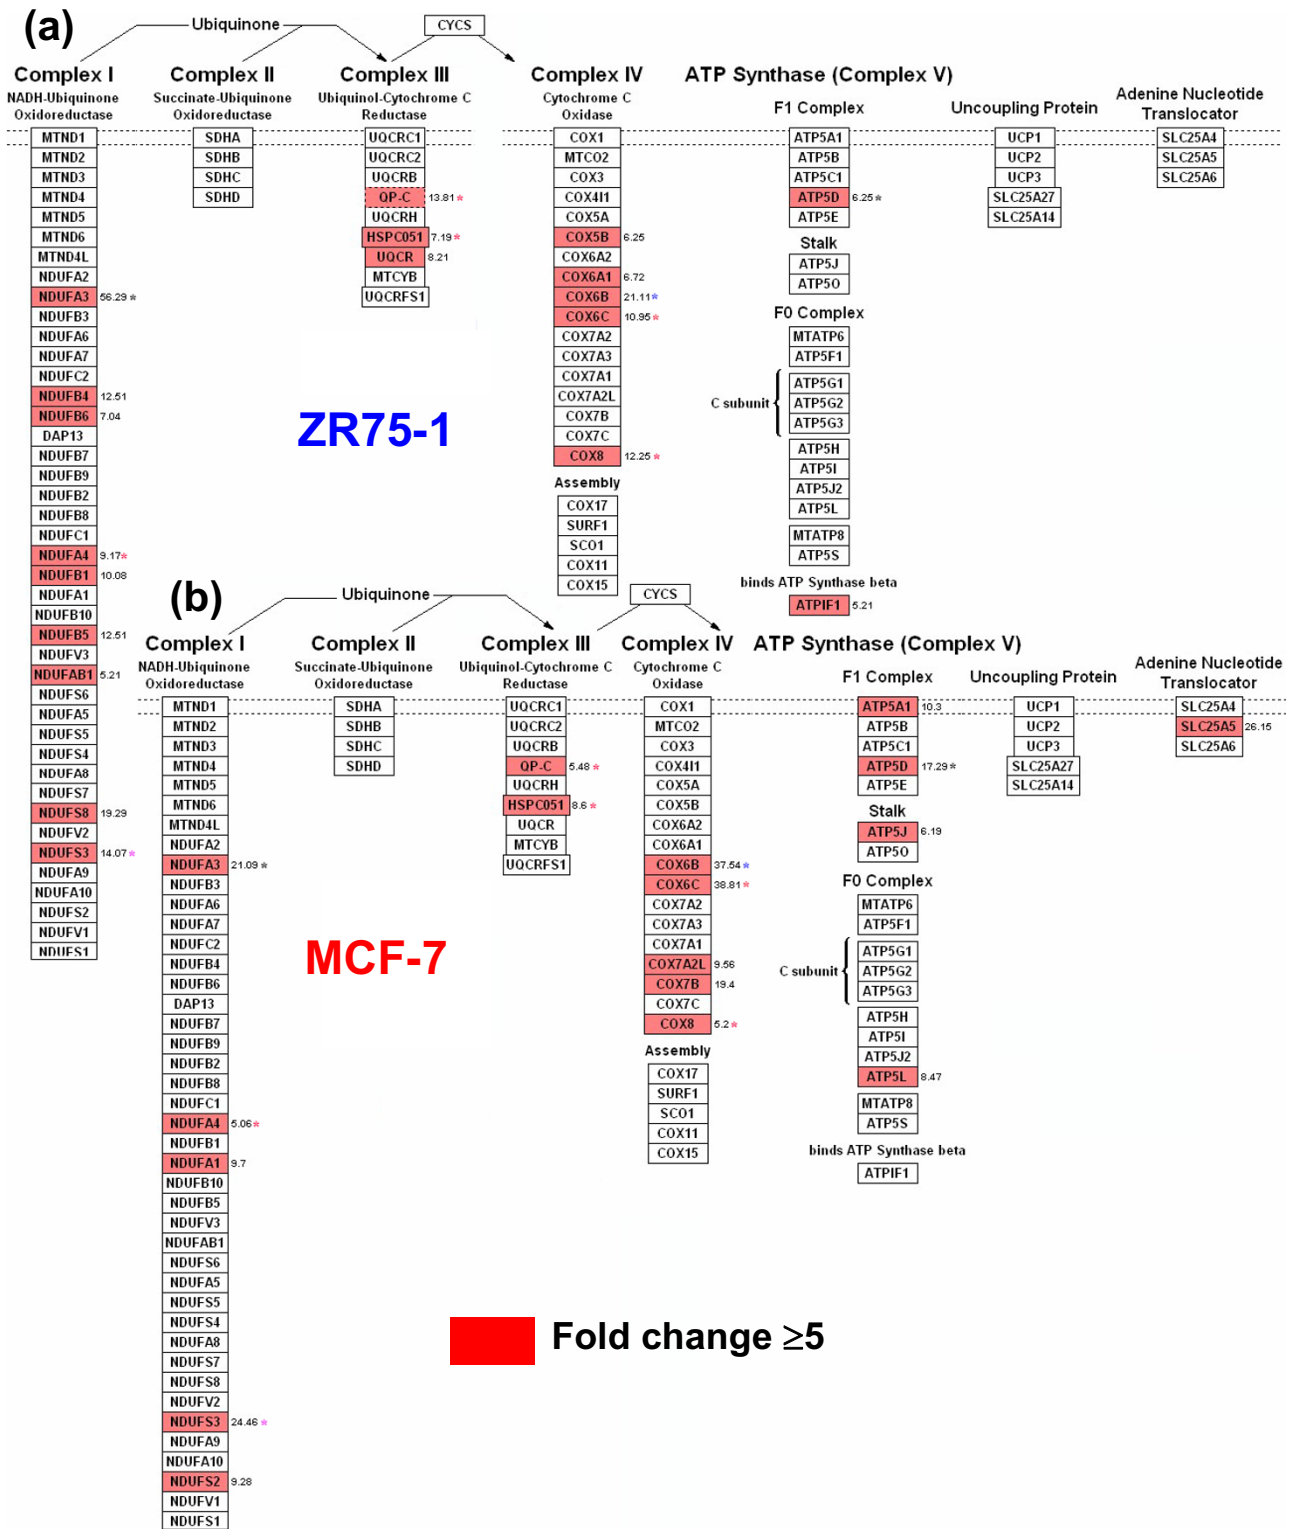 (a)
Ubiquinone
CYCS
Complex I
NADH-Ubiquinone
Oxidoreductase
MTND1
MTND2
MTND3
MTND4
MTND5
MTND6
MTND4L
NDUFA2
NDUFA3 56.29 *
NDUFB3
NDUFA6
NDUFA7
NDUFC2
NDUFB4 12.51
NDUFB6 7.04
DAP13
NDUFB7
NDUFB9
NDUFB2
NDUFB8
NDUFC1
NDUFA4 9.17 *
NDUFB1 10.08
NDUFA1
NDUFB10
NDUFB5 12.51
NDUFV3
NDUFAB1 5.21
NDUFS6
NDUFA5
NDUFS5
NDUFS4
NDUFA8
NDUFS7
NDUFS8 19.29
NDUFV2
NDUFS3 14.07 *
NDUFA9
NDUFA10
NDUFS2
NDUFV1
NDUFS1
Complex II
Succinate-Ubiquinone
Oxidoreductase
SDHA
SDHB
SDHC
SDHD
Complex III
Ubiquinol-Cytochrome C
Reductase
UQCRC1
UQCRC2
UQCRB
QP-C 13.81 *
UQCRH
HSPC051 7.19 *
UQCR 8.21
MTCYB
UQCRFS1
Complex IV
Cytochrome C
Oxidase
COX1
MTCO2
COX3
COX4I1
COX5A
COX5B 6.25
COX6A2
COX6A1 6.72
COX6B 21.11 *
COX6C 10.95 *
COX7A2
COX7A3
COX7A1
COX7A2L
COX7B
COX7C
COX8 12.25 *
Assembly
COX17
SURF1
SCO1
COX11
COX15
ATP Synthase (Complex V)
F1 Complex
ATP5A1
ATP5B
ATP5C1
ATP5D 6.25 *
ATP5E
Stalk
ATP5J
ATP5O
F0 Complex
MTATP6
ATP5F1
C subunit
ATP5G1
ATP5G2
ATP5G3
ATP5H
ATP5I
ATP5J2
ATP5L
MTATP8
ATP5S
binds ATP Synthase beta
ATPIF1 5.21
Uncoupling Protein
UCP1
UCP2
UCP3
SLC25A27
SLC25A14
Adenine Nucleotide
Translocator
SLC25A4
SLC25A5
SLC25A6
ZR75-1
(b)
Ubiquinone
CYCS
Complex I
NADH-Ubiquinone
Oxidoreductase
MTND1
MTND2
MTND3
MTND4
MTND5
MTND6
MTND4L
NDUFA2
NDUFA3 21.09 *
NDUFB3
NDUFA6
NDUFA7
NDUFC2
NDUFB4
NDUFB6
DAP13
NDUFB7
NDUFB9
NDUFB2
NDUFB8
NDUFC1
NDUFA4 5.06 *
NDUFB1
NDUFA1 9.7
NDUFB10
NDUFB5
NDUFV3
NDUFAB1
NDUFS6
NDUFA5
NDUFS5
NDUFS4
NDUFA8
NDUFS7
NDUFS8
NDUFV2
NDUFS3 24.46 *
NDUFA9
NDUFA10
NDUFS2 9.28
NDUFV1
NDUFS1
Complex II
Succinate-Ubiquinone
Oxidoreductase
SDHA
SDHB
SDHC
SDHD
Complex III
Ubiquinol-Cytochrome C
Reductase
UQCRC1
UQCRC2
UQCRB
QP-C 5.48 *
UQCRH
HSPC051 8.6 *
UQCR
MTCYB
UQCRFS1
Complex IV
Cytochrome C
Oxidase
COX1
MTCO2
COX3
COX4I1
COX5A
COX5B
COX6A2
COX6A1
COX6B 37.54 *
COX6C 38.81 *
COX7A2
COX7A3
COX7A1
COX7A2L 9.56
COX7B 19.4
COX7C
COX8 5.2 *
Assembly
COX17
SURF1
SCO1
COX11
COX15
ATP Synthase (Complex V)
F1 Complex
ATP5A1 10.3
ATP5B
ATP5C1
ATP5D 17.29 *
ATP5E
Stalk
ATP5J 6.19
ATP5O
F0 Complex
MTATP6
ATP5F1
C subunit
ATP5G1
ATP5G2
ATP5G3
ATP5H
ATP5I
ATP5J2
ATP5L 8.47
MTATP8
ATP5S
binds ATP Synthase beta
ATPIF1
Uncoupling Protein
UCP1
UCP2
UCP3
SLC25A27
SLC25A14
Adenine Nucleotide
Translocator
SLC25A4
SLC25A5 26.15
SLC25A6
MCF-7
Fold change ≥5